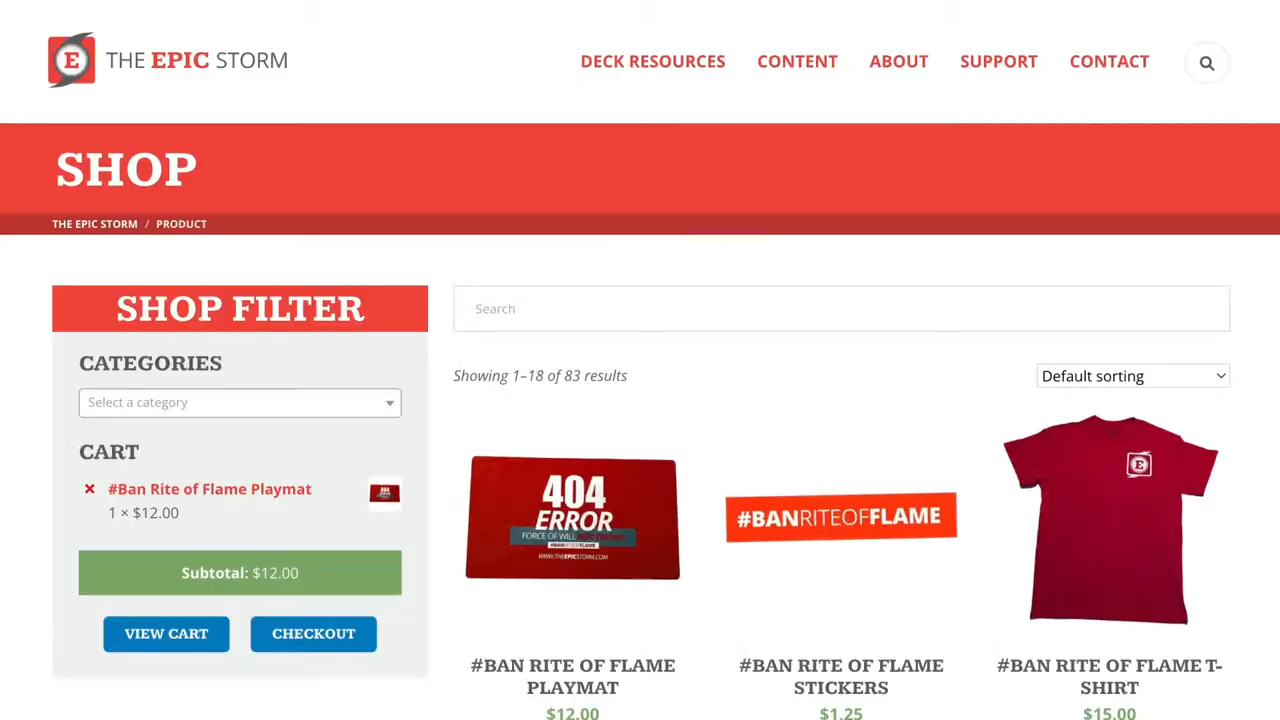 THE EPIC STORM
DECK RESOURCES CONTENT ABOUT SUPPORT CONTACT
SHOP
THE EPIC STORM / PRODUCT
SHOP FILTER
CATEGORIES
Select a category
CART
#Ban Rite of Flame Playmat
1 × $12.00
Subtotal: $12.00
VIEW CART CHECKOUT
Search
Showing 1–18 of 83 results
Default sorting
404
ERROR
FORCE OF WILL
#BANRITEOFFLAME
WWW.THEEPICSTORM.COM
#BANRITEOFFLAME
E
#BAN RITE OF FLAME
PLAYMAT
$12.00
#BAN RITE OF FLAME
STICKERS
$1.25
#BAN RITE OF FLAME T-
SHIRT
$15.00